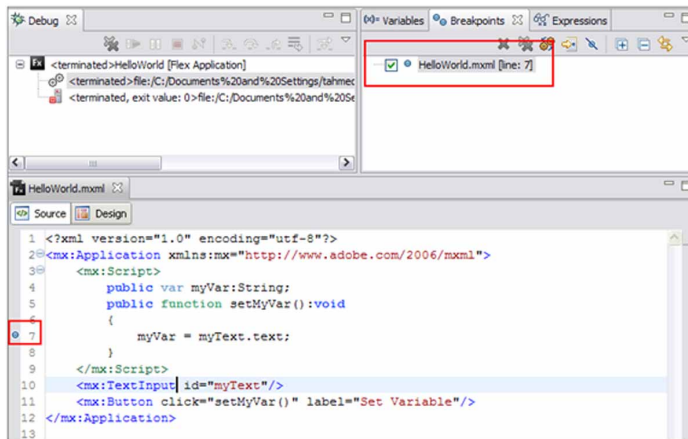 Debug
(x)= Variables Breakpoints Expressions
<terminated>HelloWorld [Flex Application]
<terminated>file:/C:/Documents%20and%20Settings/tahmec
<terminated, exit value: 0>file:/C:/Documents%20and%20Se
HelloWorld.mxml [line: 7]
HelloWorld.mxml
Source Design
1 <?xml version="1.0" encoding="utf-8"?>
2 <mx:Application xmlns:mx="http://www.adobe.com/2006/mxml">
3 <mx:Script>
4 public var myVar:String;
5 public function setMyVar():void
6 {
7 myVar = myText.text;
8 }
9 </mx:Script>
10 <mx:TextInput id="myText"/>
11 <mx:Button click="setMyVar()" label="Set Variable"/>
12 </mx:Application>
13